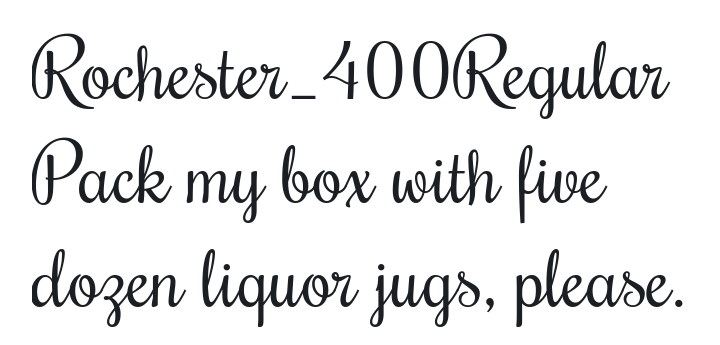 Rochester_400Regular
Pack my box with five
dozen liquor jugs, please.